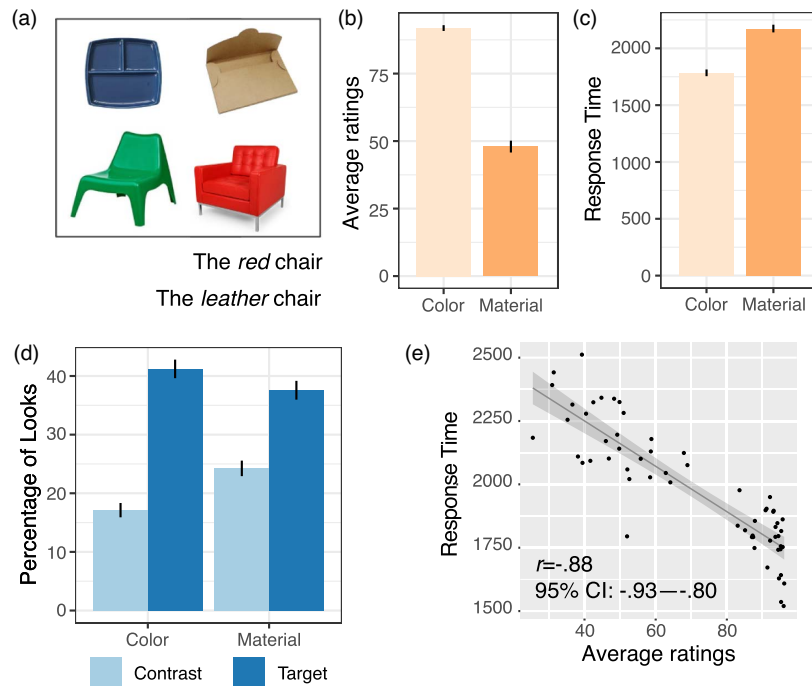 (a)
The red chair
The leather chair
(b)
Average ratings
75
50
25
0
Color Material
(c)
Response Time
2000
1750
1500
1000
500
0
Color Material
(d)
Percentage of Looks
40
30
20
10
0
Color Material
Contrast Target
(e)
Response Time
2500
2250
2000
1750
1500
r=-.88
95% CI: -.93—-.80
40 60 80
Average ratings